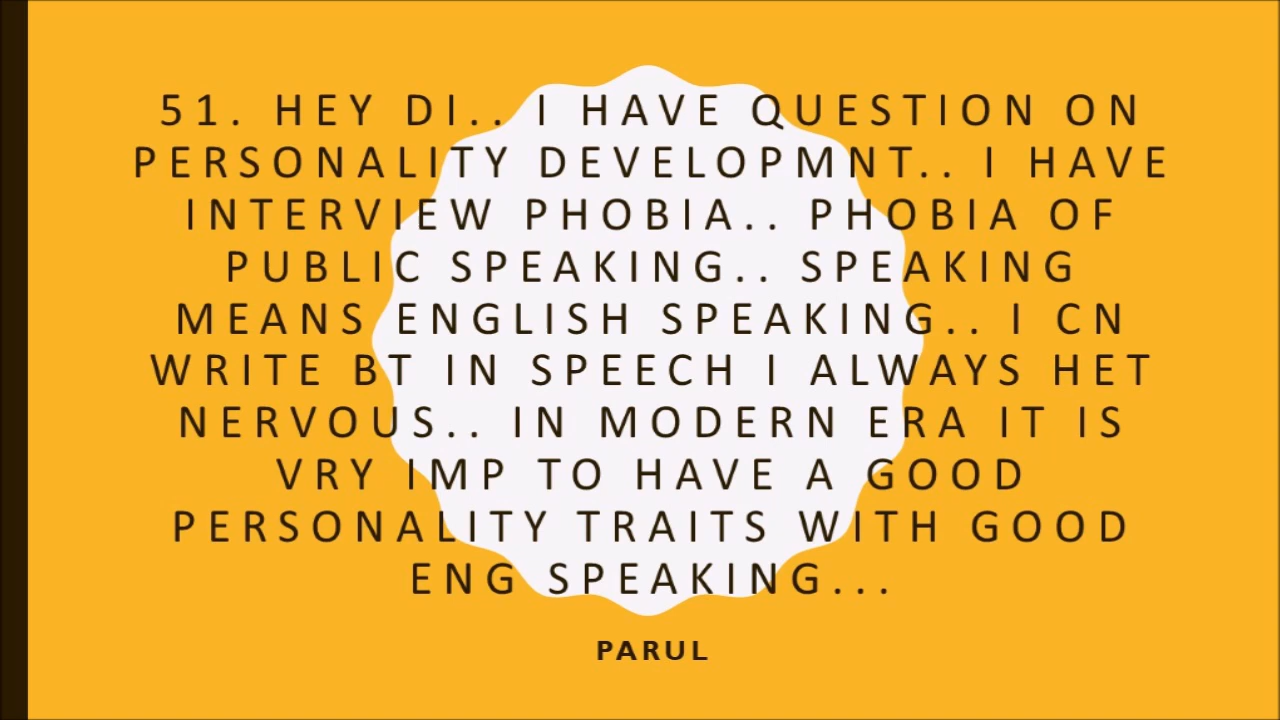 51. HEY DI.. I HAVE QUESTION ON
PERSONALITY DEVELOPMNT.. I HAVE
INTERVIEW PHOBIA.. PHOBIA OF
PUBLIC SPEAKING.. SPEAKING
MEANS ENGLISH SPEAKING.. I CN
WRITE BT IN SPEECH I ALWAYS HET
NERVOUS.. IN MODERN ERA IT IS
VRY IMP TO HAVE A GOOD
PERSONALITY TRAITS WITH GOOD
ENG SPEAKING...
PARUL